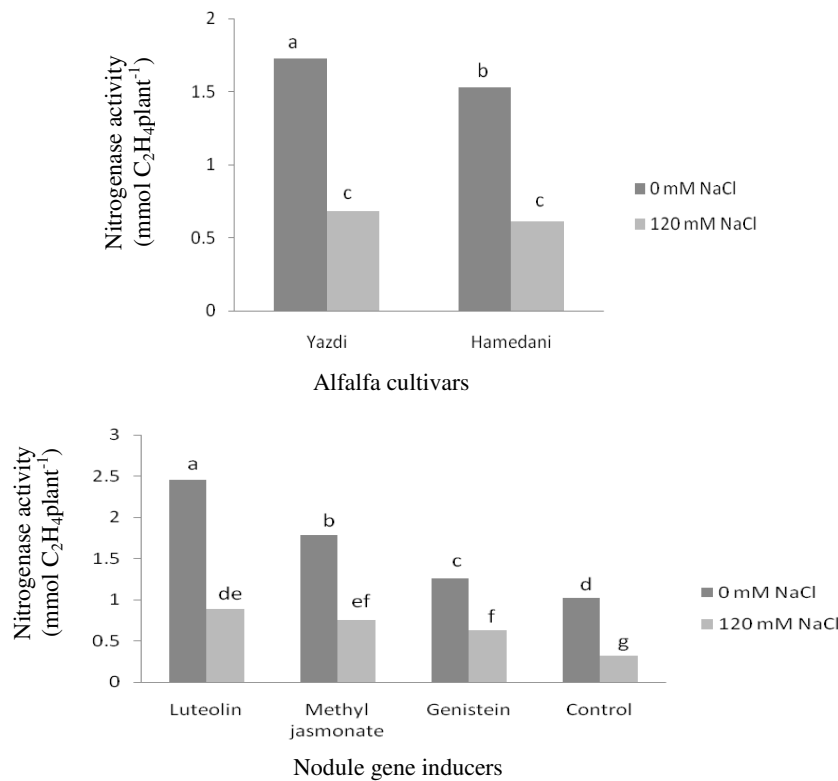 Nitrogenase activity
(mmol C₂H₄plant⁻¹)
2
1.5
1
0.5
0
a
b
c
c
0 mM NaCl
120 mM NaCl
Yazdi
Hamedani
Alfalfa cultivars
Nitrogenase activity
(mmol C₂H₄plant⁻¹)
3
2.5
2
1.5
1
0.5
0
a
de
b
ef
c
f
d
g
0 mM NaCl
120 mM NaCl
Luteolin
Methyl
jasmonate
Genistein
Control
Nodule gene inducers